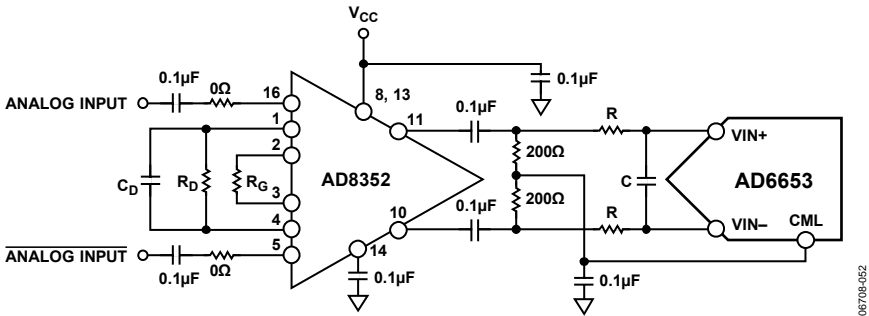 VCC
0.1µF
0Ω
ANALOG INPUT
16
8, 13
0.1µF
1
11
0.1µF
2
R
VIN+
200Ω
CD
RD
RG
AD8352
C
AD6653
3
200Ω
4
10
0.1µF
R
VIN–
CML
ANALOG INPUT
5
14
0.1µF
0Ω
0.1µF
0.1µF
06708-052